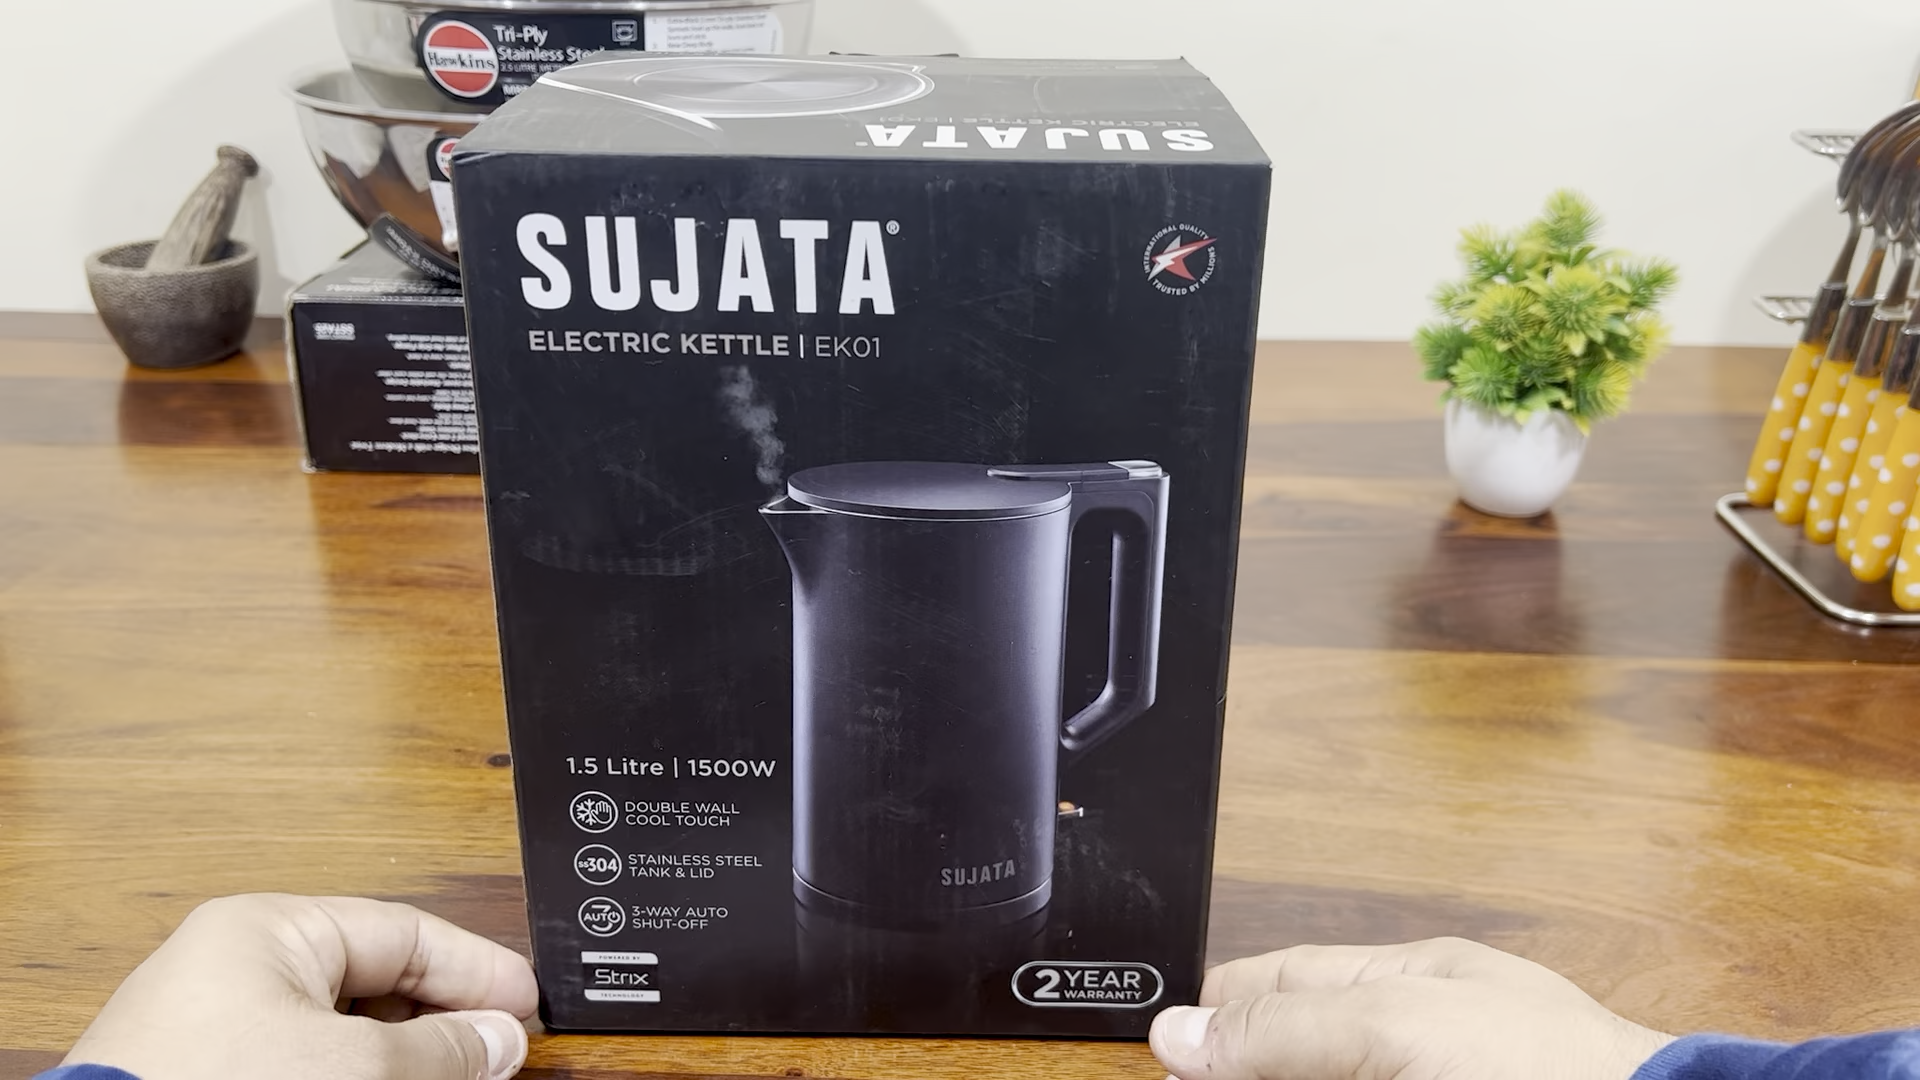 Hawkins
Tri-Ply
Stainless Steel
SUJATA
ELECTRIC KETTLE | EK01
SUJATA®
ELECTRIC KETTLE | EK01
INTERNATIONAL QUALITY
TRUSTED BY MILLIONS
1.5 Litre | 1500W
DOUBLE WALL
COOL TOUCH
SS304
STAINLESS STEEL
TANK & LID
3 AUTO
3-WAY AUTO
SHUT-OFF
POWERED BY
Strix
TECHNOLOGY
SUJATA
2 YEAR
WARRANTY